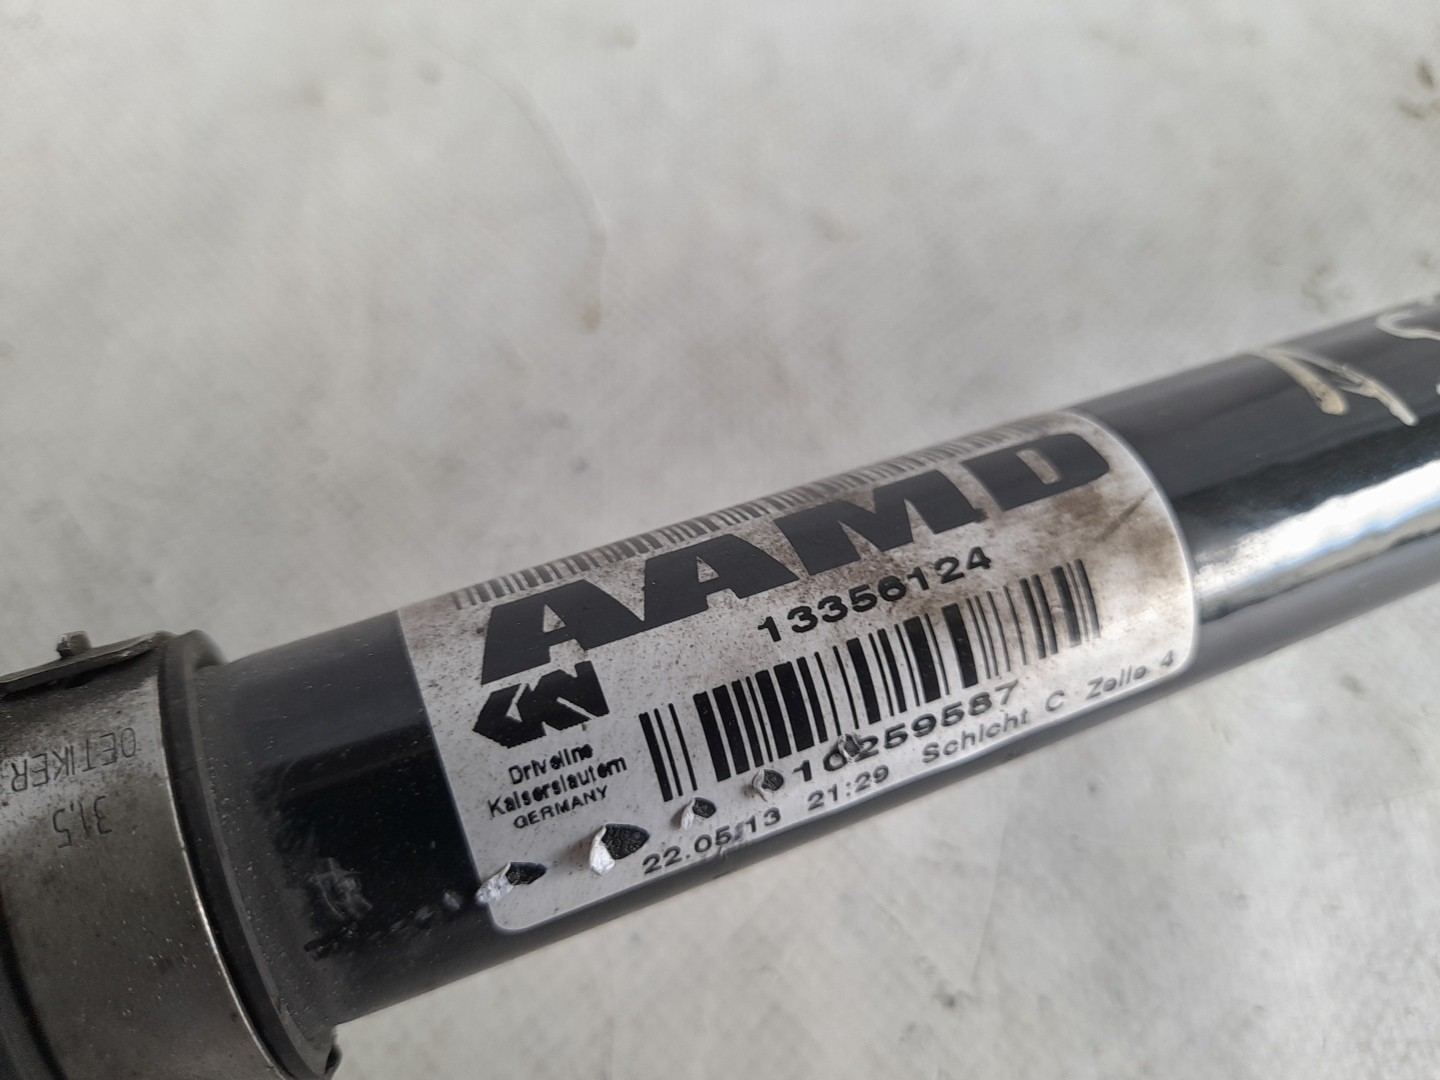 AAMD
13356124
Driveline
Kaiserslautern
GERMANY
10259587
22.05.13 21:29 Schicht C Zelle 4
OETIKER
31,5